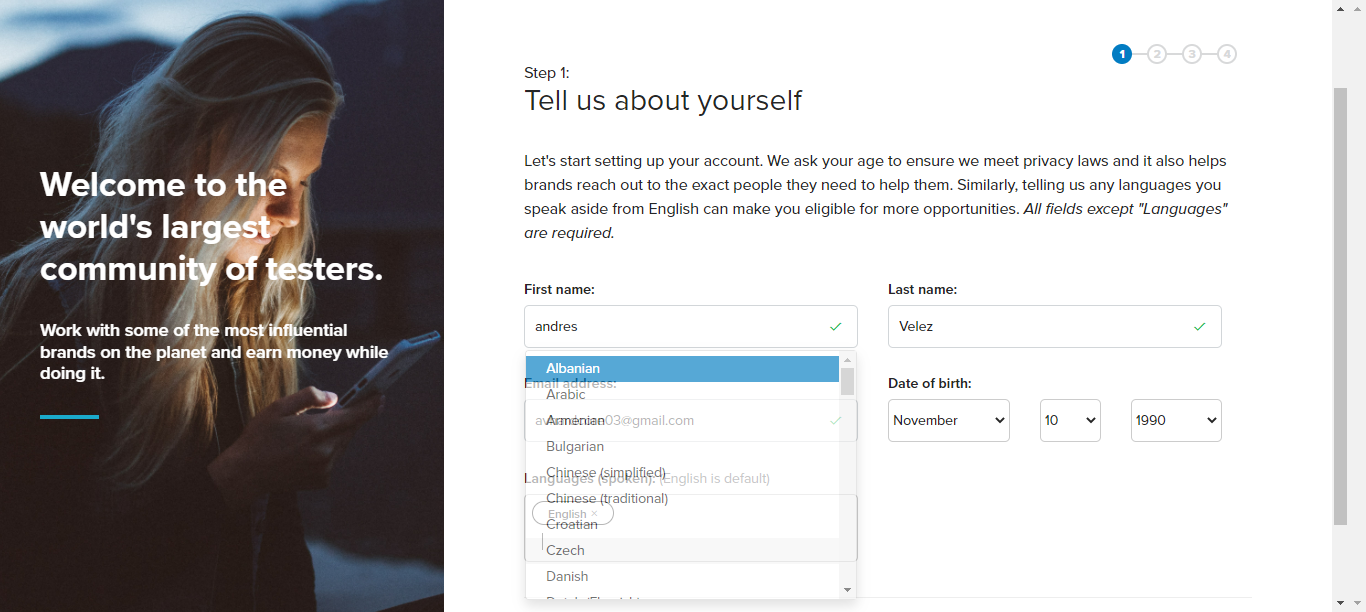 Welcome to the
world's largest
community of testers.
Work with some of the most influential
brands on the planet and earn money while
doing it.
1 2 3 4
Step 1:
Tell us about yourself
Let's start setting up your account. We ask your age to ensure we meet privacy laws and it also helps
brands reach out to the exact people they need to help them. Similarly, telling us any languages you
speak aside from English can make you eligible for more opportunities. All fields except "Languages"
are required.
First name:
Last name:
andres
Velez
Albanian
Email address:
Date of birth:
Arabic
Armenian
@gmail.com
November
10
1990
Bulgarian
Chinese (simplified)
Languages (spoken): (English is default)
Chinese (traditional)
English ×
Croatian
Czech
Danish